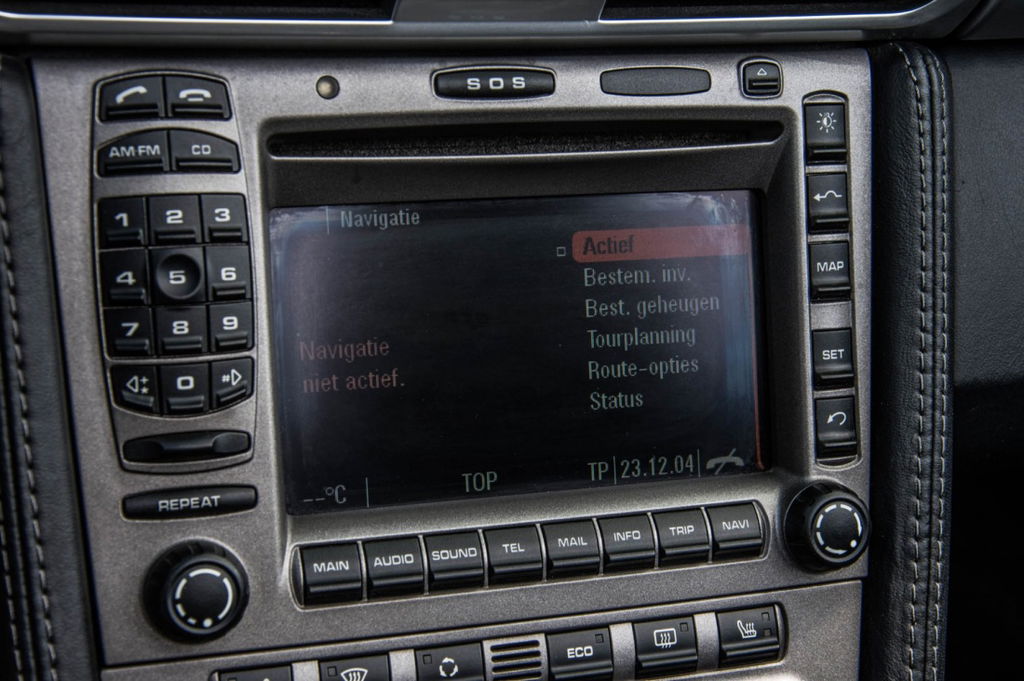 SOS
AM·FM CD
1 2 3
4 5 6
7 8 9
* 0 #
REPEAT
Navigatie
Navigatie
niet actief.
Actief
Bestem. inv.
Best. geheugen
Tourplanning
Route-opties
Status
--°C TOP TP 23.12.04
MAP
SET
MAIN AUDIO SOUND TEL MAIL INFO TRIP NAVI
ECO